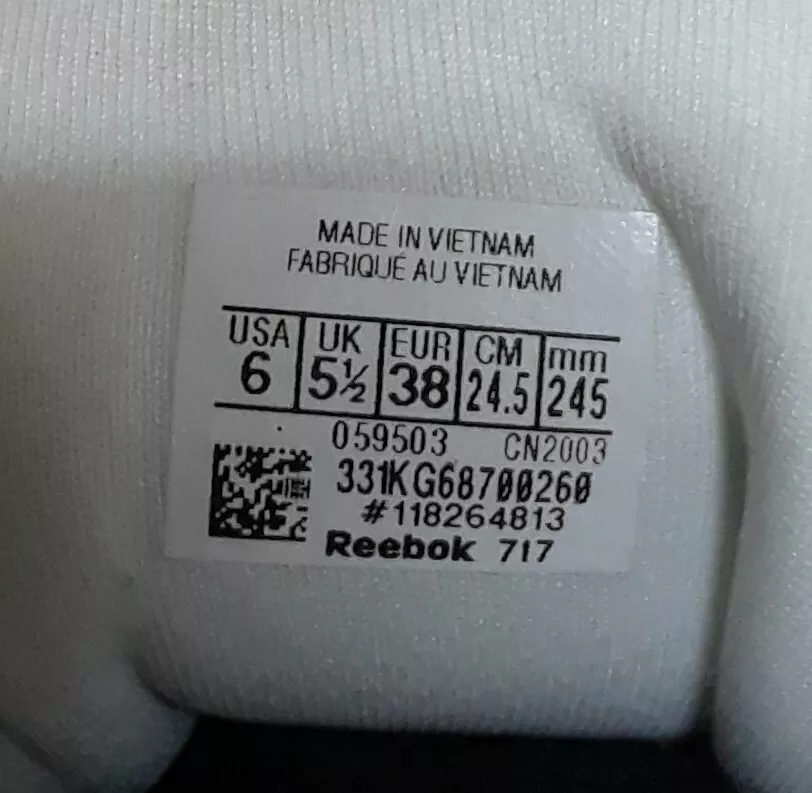 MADE IN VIETNAM
FABRIQUÉ AU VIETNAM
USA UK EUR CM mm
6 5½ 38 24.5 245
059503 CN2003
331KG68700260
#118264813
Reebok 717